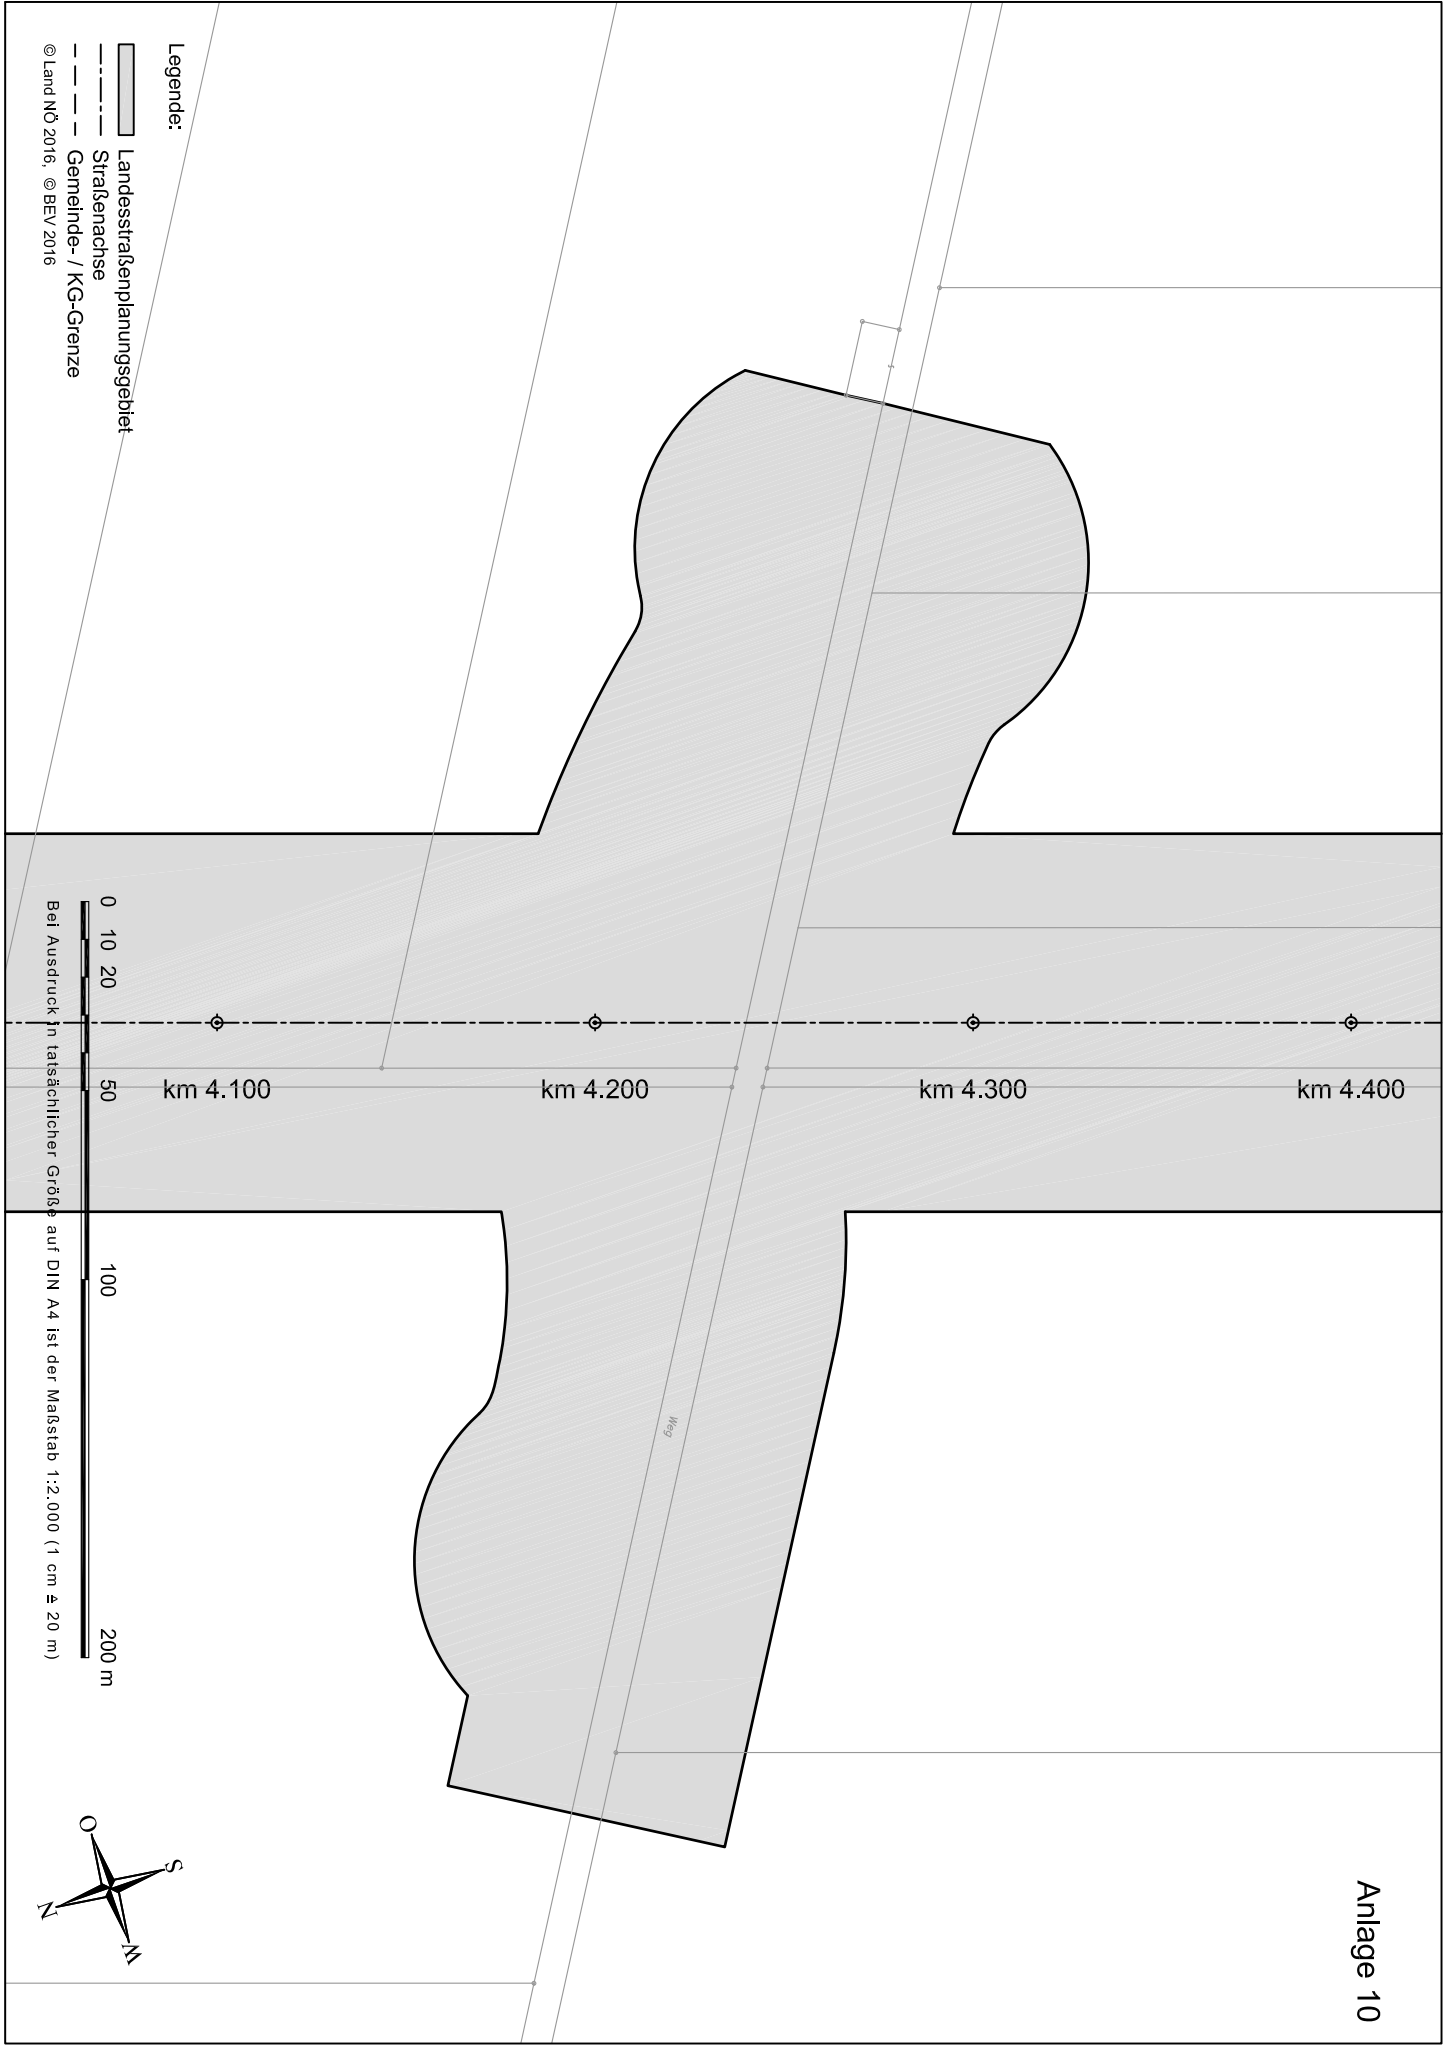 Anlage 10
km 4.100
km 4.200
km 4.300
km 4.400
s
Weg
Legende:
Landesstraßenplanungsgebiet
Straßenachse
Gemeinde- / KG-Grenze
© Land NÖ 2016, © BEV 2016
0 10 20 50 100 200 m
Bei Ausdruck in tatsächlicher Größe auf DIN A4 ist der Maßstab 1:2.000 (1 cm ≙ 20 m)
O
S
N
W